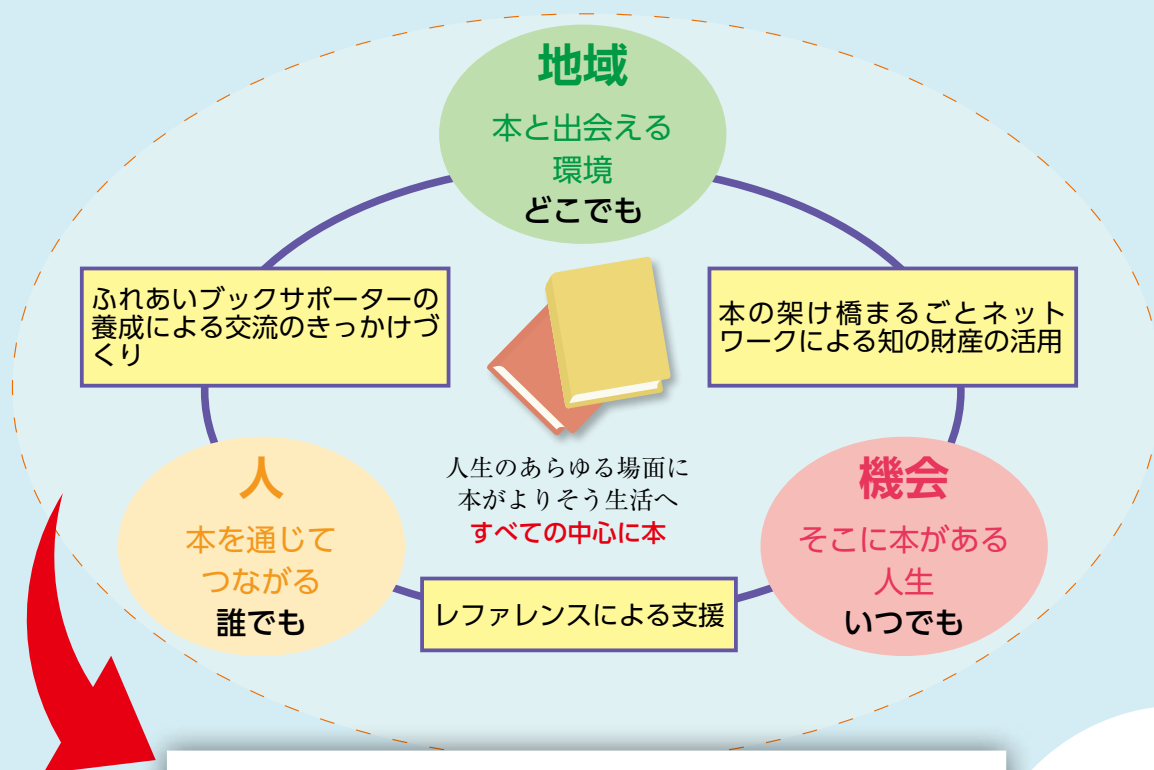 地域
本と出会える
環境
どこでも
ふれあいブックサポーターの
養成による交流のきっかけづ
くり
本の架け橋まるごとネット
ワークによる知の財産の活用
人生のあらゆる場面に
本がよりそう生活へ
すべての中心に本
人
本を通じて
つながる
誰でも
機会
そこに本がある
人生
いつでも
レファレンスによる支援